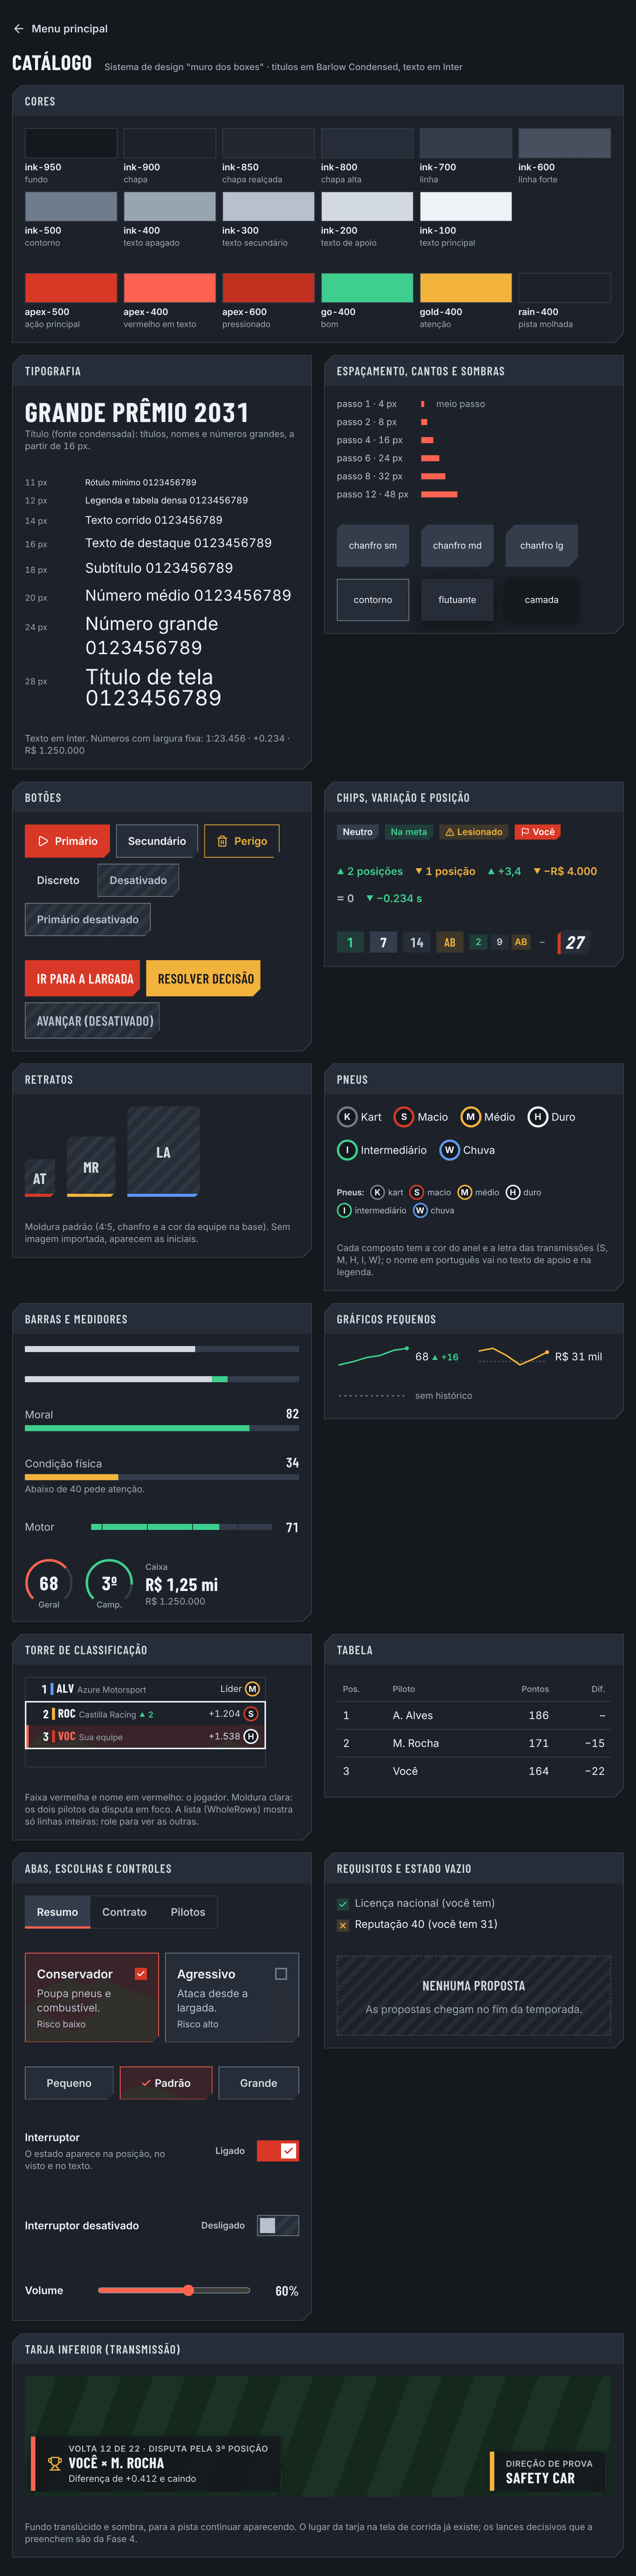 Menu principal
CATÁLOGO
Sistema de design "muro dos boxes" · títulos em Barlow Condensed, texto em Inter
CORES
ink-950
fundo
ink-900
chapa
ink-850
chapa realçada
ink-800
chapa alta
ink-700
linha
ink-600
linha forte
ink-500
contorno
ink-400
texto apagado
ink-300
texto secundário
ink-200
texto de apoio
ink-100
texto principal
apex-500
ação principal
apex-400
vermelho em texto
apex-600
pressionado
go-400
bom
gold-400
atenção
rain-400
pista molhada
TIPOGRAFIA
GRANDE PRÊMIO 2031
Título (fonte condensada): títulos, nomes e números grandes, a
partir de 16 px.
11 px Rótulo mínimo 0123456789
12 px Legenda e tabela densa 0123456789
14 px Texto corrido 0123456789
16 px Texto de destaque 0123456789
18 px Subtítulo 0123456789
20 px Número médio 0123456789
24 px Número grande
0123456789
28 px Título de tela
0123456789
Texto em Inter. Números com largura fixa: 1:23.456 · +0.234 ·
R$ 1.250.000
ESPAÇAMENTO, CANTOS E SOMBRAS
passo 1 · 4 px meio passo
passo 2 · 8 px
passo 4 · 16 px
passo 6 · 24 px
passo 8 · 32 px
passo 12 · 48 px
chanfro sm chanfro md chanfro lg
contorno flutuante camada
BOTÕES
Primário Secundário Perigo
Discreto Desativado
Primário desativado
IR PARA A LARGADA RESOLVER DECISÃO
AVANÇAR (DESATIVADO)
CHIPS, VARIAÇÃO E POSIÇÃO
Neutro Na meta Lesionado Você
▲ 2 posições ▼ 1 posição ▲ +3,4 ▼ −R$ 4.000
= 0 ▼ −0.234 s
1 7 14 AB 2 9 AB – 27
RETRATOS
AT MR LA
Moldura padrão (4:5, chanfro e a cor da equipe na base). Sem
imagem importada, aparecem as iniciais.
PNEUS
K Kart S Macio M Médio H Duro
I Intermediário W Chuva
Pneus: K kart S macio M médio H duro
I intermediário W chuva
Cada composto tem a cor do anel e a letra das transmissões (S,
M, H, I, W); o nome em português vai no texto de apoio e na
legenda.
BARRAS E MEDIDORES
Moral 82
Condição física 34
Abaixo de 40 pede atenção.
Motor 71
68
Geral
3º
Camp.
Caixa
R$ 1,25 mi
R$ 1.250.000
GRÁFICOS PEQUENOS
68 ▲ +16 R$ 31 mil
sem histórico
TORRE DE CLASSIFICAÇÃO
1 ALV Azure Motorsport Líder M
2 ROC Castilla Racing ▲ 2 +1.204 S
3 VOC Sua equipe +1.538 H
Faixa vermelha e nome em vermelho: o jogador. Moldura clara:
os dois pilotos da disputa em foco. A lista (WholeRows) mostra
só linhas inteiras: role para ver as outras.
TABELA
Pos. Piloto Pontos Dif.
1 A. Alves 186 –
2 M. Rocha 171 −15
3 Você 164 −22
ABAS, ESCOLHAS E CONTROLES
Resumo Contrato Pilotos
Conservador
Poupa pneus e
combustível.
Risco baixo
Agressivo
Ataca desde a
largada.
Risco alto
Pequeno Padrão Grande
Interruptor
O estado aparece na posição, no
visto e no texto.
Ligado
Interruptor desativado Desligado
Volume 60%
REQUISITOS E ESTADO VAZIO
Licença nacional (você tem)
Reputação 40 (você tem 31)
NENHUMA PROPOSTA
As propostas chegam no fim da temporada.
TARJA INFERIOR (TRANSMISSÃO)
VOLTA 12 DE 22 · DISPUTA PELA 3ª POSIÇÃO
VOCÊ × M. ROCHA
Diferença de +0.412 e caindo
DIREÇÃO DE PROVA
SAFETY CAR
Fundo translúcido e sombra, para a pista continuar aparecendo. O lugar da tarja na tela de corrida já existe; os lances decisivos que a
preenchem são da Fase 4.